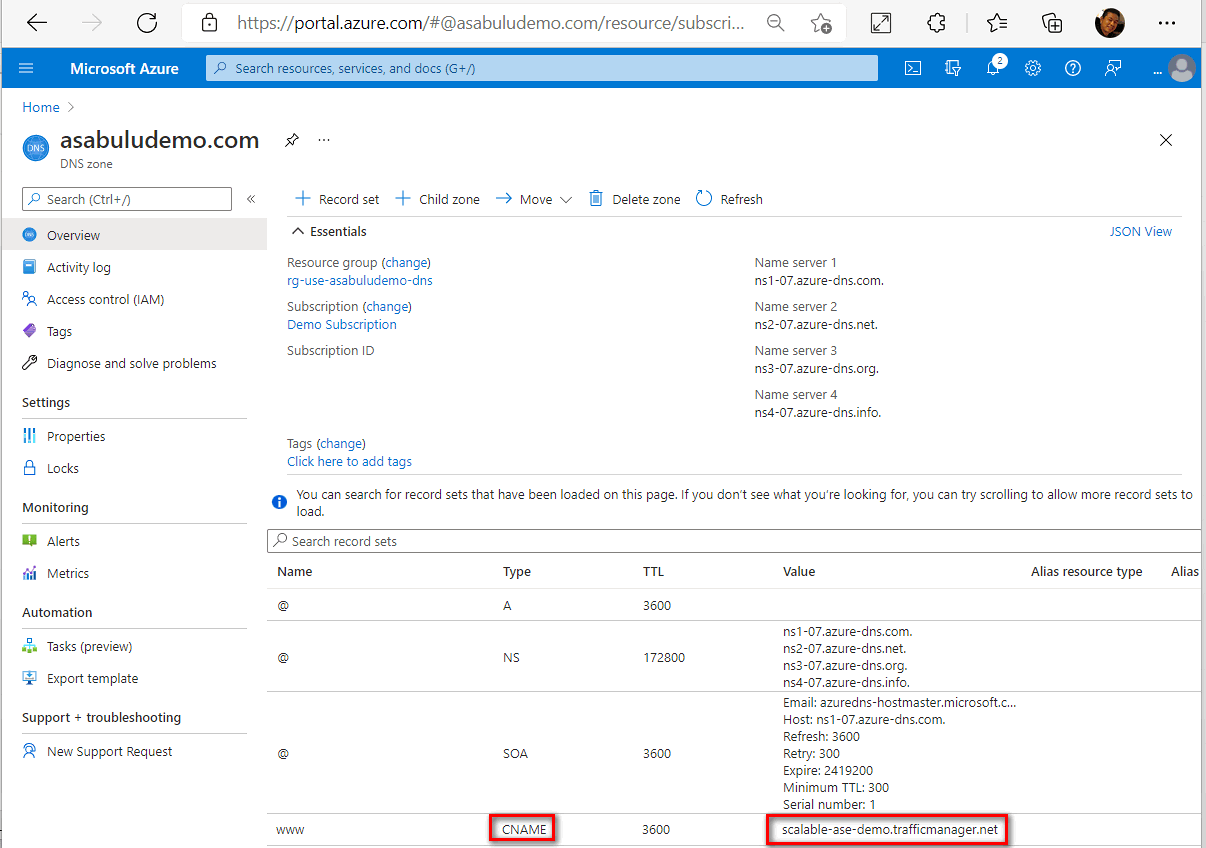 https://portal.azure.com/#@asabuludemo.com/resource/subscri...
Microsoft Azure
Search resources, services, and docs (G+/)
2
...
Home
DNS
asabuludemo.com
...
DNS zone
Search (Ctrl+/)
«
Record set
Child zone
Move
Delete zone
Refresh
Overview
Activity log
Access control (IAM)
Tags
Diagnose and solve problems
Settings
Properties
Locks
Monitoring
Alerts
Metrics
Automation
Tasks (preview)
Export template
Support + troubleshooting
New Support Request
Essentials
JSON View
Resource group (change)
rg-use-asabuludemo-dns
Subscription (change)
Demo Subscription
Subscription ID
Name server 1
ns1-07.azure-dns.com.
Name server 2
ns2-07.azure-dns.net.
Name server 3
ns3-07.azure-dns.org.
Name server 4
ns4-07.azure-dns.info.
Tags (change)
Click here to add tags
You can search for record sets that have been loaded on this page. If you don't see what you're looking for, you can try scrolling to allow more record sets to
load.
Search record sets
Name Type TTL Value Alias resource type Alias
@ A 3600
@ NS 172800
ns1-07.azure-dns.com.
ns2-07.azure-dns.net.
ns3-07.azure-dns.org.
ns4-07.azure-dns.info.
@ SOA 3600
Email: azuredns-hostmaster.microsoft.c...
Host: ns1-07.azure-dns.com.
Refresh: 3600
Retry: 300
Expire: 2419200
Minimum TTL: 300
Serial number: 1
www CNAME 3600 scalable-ase-demo.trafficmanager.net